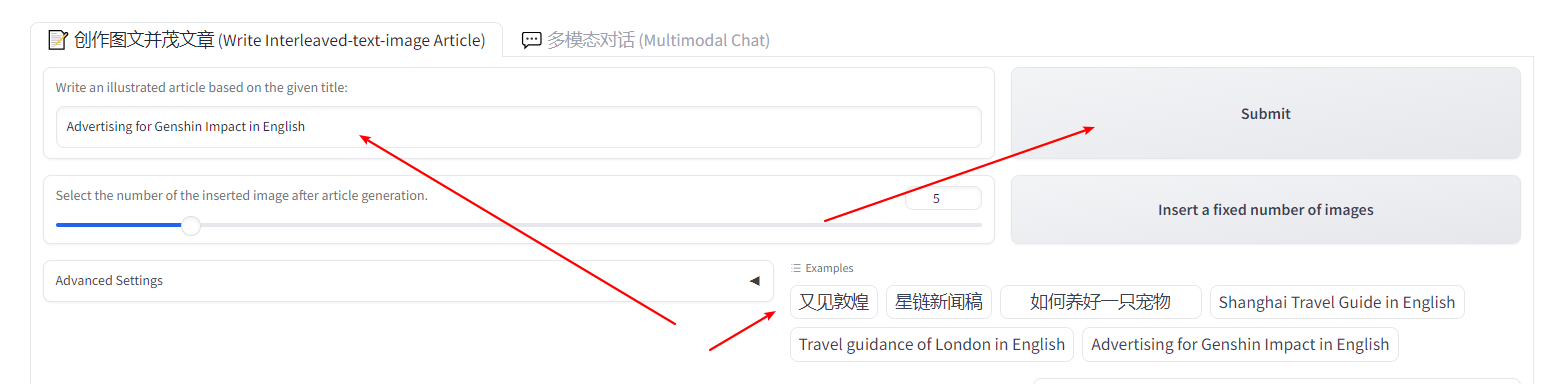 📝 创作图文并茂文章 (Write Interleaved-text-image Article)
💬 多模态对话 (Multimodal Chat)
Write an illustrated article based on the given title:
Advertising for Genshin Impact in English
Submit
Select the number of the inserted image after article generation.
5
Insert a fixed number of images
Advanced Settings
Examples
又见敦煌
星链新闻稿
如何养好一只宠物
Shanghai Travel Guide in English
Travel guidance of London in English
Advertising for Genshin Impact in English